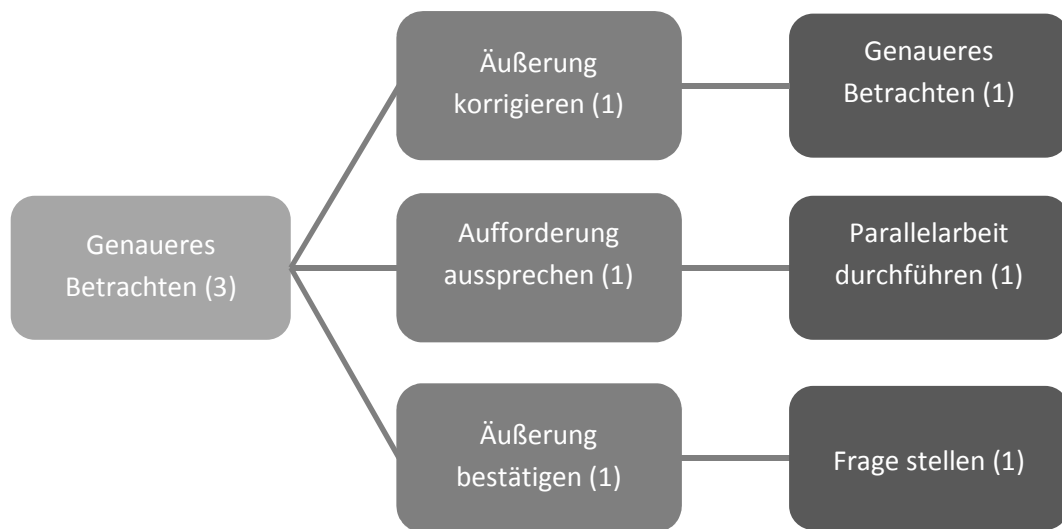 Genaueres
Betrachten (3)
Äußerung
korrigieren (1)
Genaueres
Betrachten (1)
Aufforderung
aussprechen (1)
Parallelarbeit
durchführen (1)
Äußerung
bestätigen (1)
Frage stellen (1)